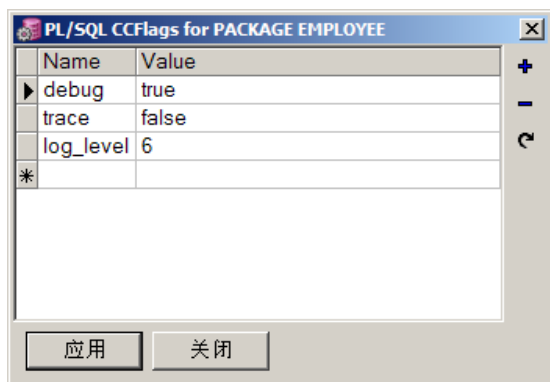 PL/SQL CCFlags for PACKAGE EMPLOYEE
Name Value
debug true
trace false
log_level 6
应用 关闭